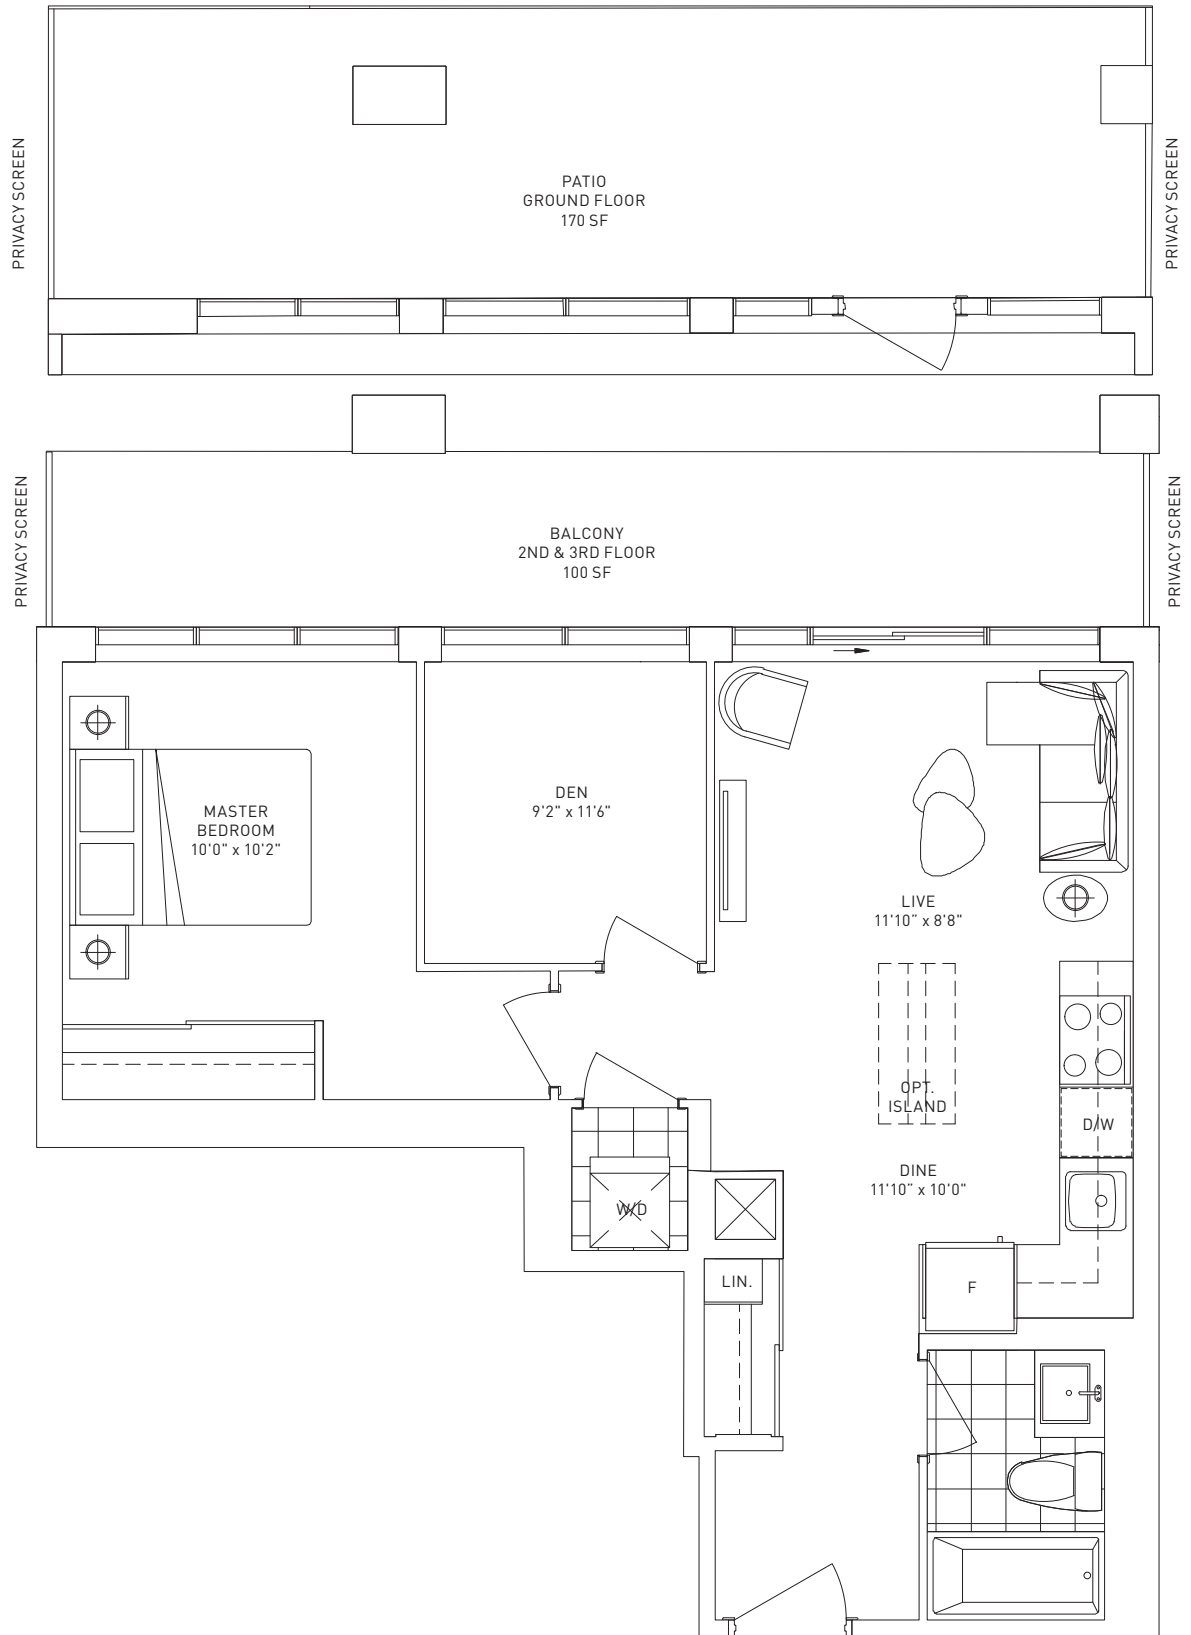 PRIVACY SCREEN
PATIO
GROUND FLOOR
170 SF
PRIVACY SCREEN
PRIVACY SCREEN
BALCONY
2ND & 3RD FLOOR
100 SF
PRIVACY SCREEN
MASTER
BEDROOM
10'0" x 10'2"
DEN
9'2" x 11'6"
LIVE
11'10" x 8'8"
OPT.
ISLAND
D/W
DINE
11'10" x 10'0"
W/D
LIN.
F